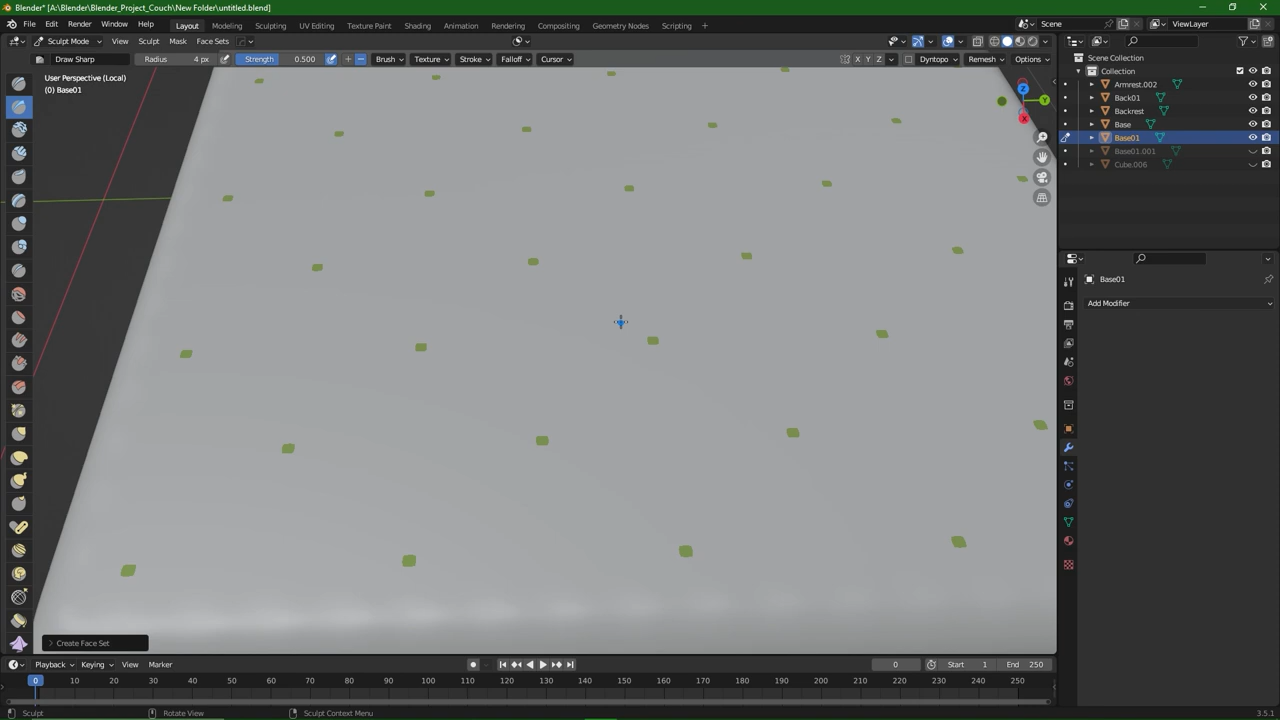 Blender* [A:\Blender_Project_Couch\New Folder\untitled.blend]
File Edit Render Window Help Layout Modeling Sculpting UV Editing Texture Paint Shading Animation Rendering Compositing Geometry Nodes Scripting + Scene ViewLayer
Sculpt Mode View Sculpt Mask Face Sets
Draw Sharp Radius 4 px Strength 0.500 Brush Texture Stroke Falloff Cursor X Y Z Dyntopo Remesh Options
User Perspective (Local)
(0) Base01
Z
Y
X
Scene Collection
Collection
Armrest.002
Back01
Backrest
Base
Base01
Base01.001
Cube.006
Base01
Add Modifier
Create Face Set
Playback Keying View Marker 0 Start 1 End 250
0 10 20 30 40 50 60 70 80 90 100 110 120 130 140 150 160 170 180 190 200 210 220 230 240 250
Sculpt Rotate View Sculpt Context Menu 3.5.1